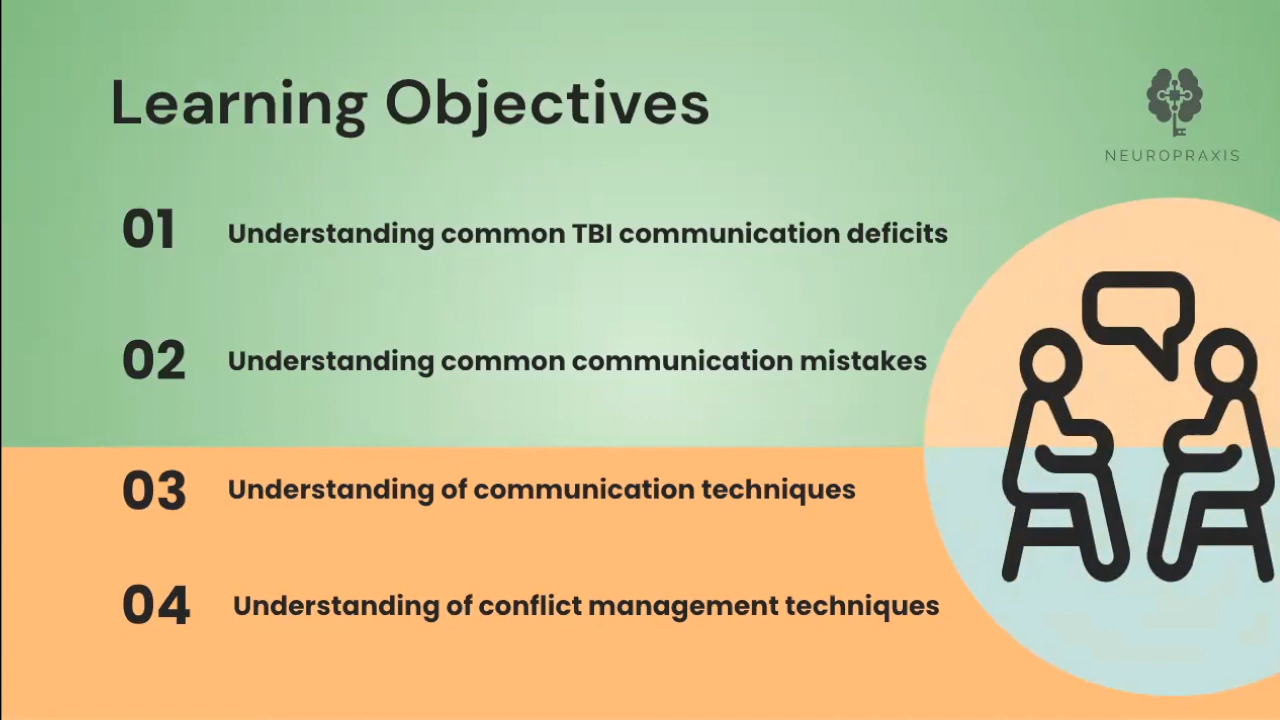 Learning Objectives
NEUROPRAXIS
01 Understanding common TBI communication deficits
02 Understanding common communication mistakes
03 Understanding of communication techniques
04 Understanding of conflict management techniques